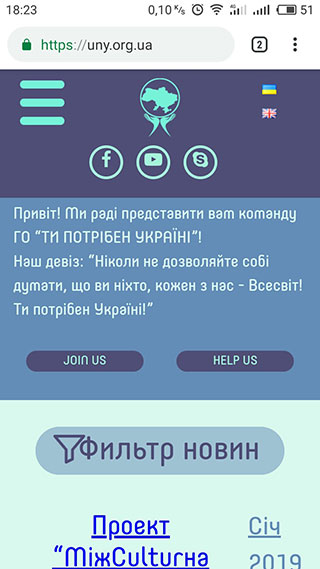 18:23
0,10 K/s 4G 51
https://uny.org.ua
2
Привіт! Ми раді представити вам команду
ГО “ТИ ПОТРІБЕН УКРАЇНІ”!
Наш девіз: “Ніколи не дозволяйте собі
думати, що ви ніхто, кожен з нас - Всесвіт!
Ти потрібен Україні!”
JOIN US HELP US
Фильтр новин
Проект Січ
“МіжCulturна 2019